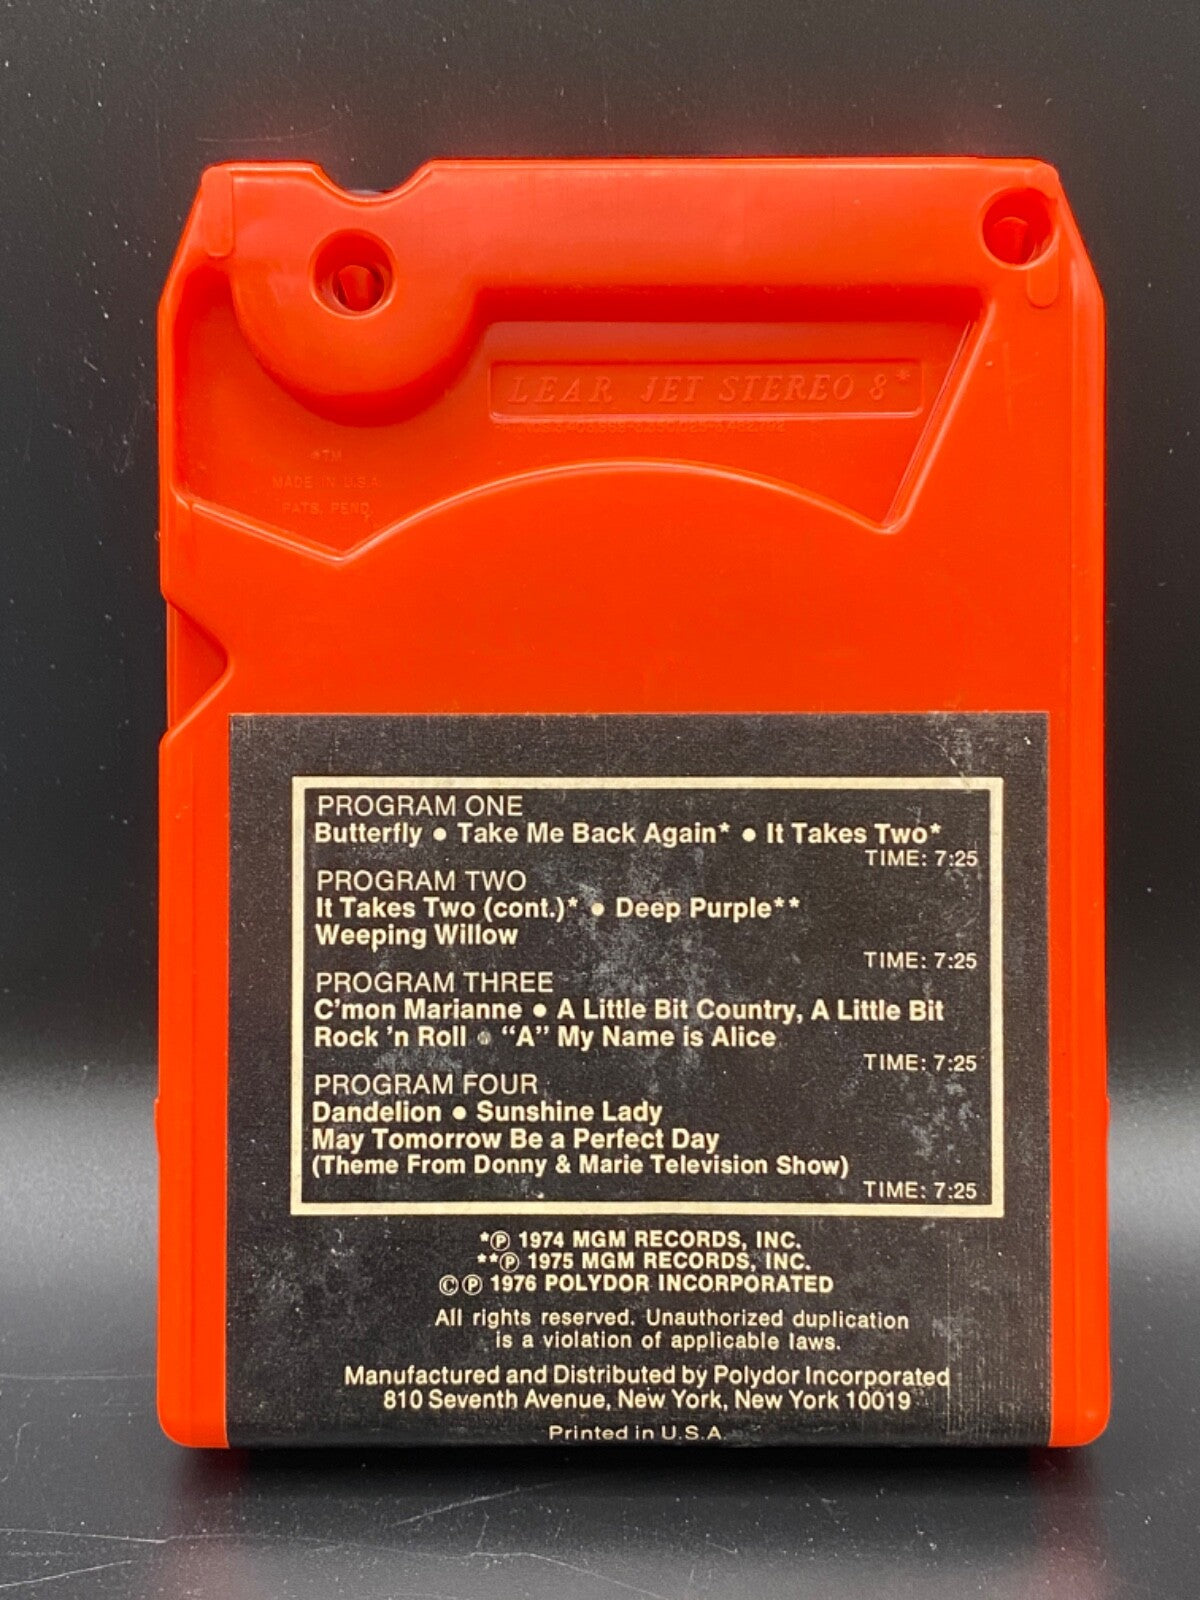 LEAR JET STEREO 8*
*TM
MADE IN U.S.A.
PATS. PEND.
PROGRAM ONE
Butterfly ● Take Me Back Again* ● It Takes Two*
TIME: 7:25
PROGRAM TWO
It Takes Two (cont.)* ● Deep Purple**
Weeping Willow
TIME: 7:25
PROGRAM THREE
C'mon Marianne ● A Little Bit Country, A Little Bit
Rock 'n Roll ● “A” My Name is Alice
TIME: 7:25
PROGRAM FOUR
Dandelion ● Sunshine Lady
May Tomorrow Be a Perfect Day
(Theme From Donny & Marie Television Show)
TIME: 7:25
*℗ 1974 MGM RECORDS, INC.
**℗ 1975 MGM RECORDS, INC.
©℗ 1976 POLYDOR INCORPORATED
All rights reserved. Unauthorized duplication
is a violation of applicable laws.
Manufactured and Distributed by Polydor Incorporated
810 Seventh Avenue, New York, New York 10019
Printed in U.S.A.